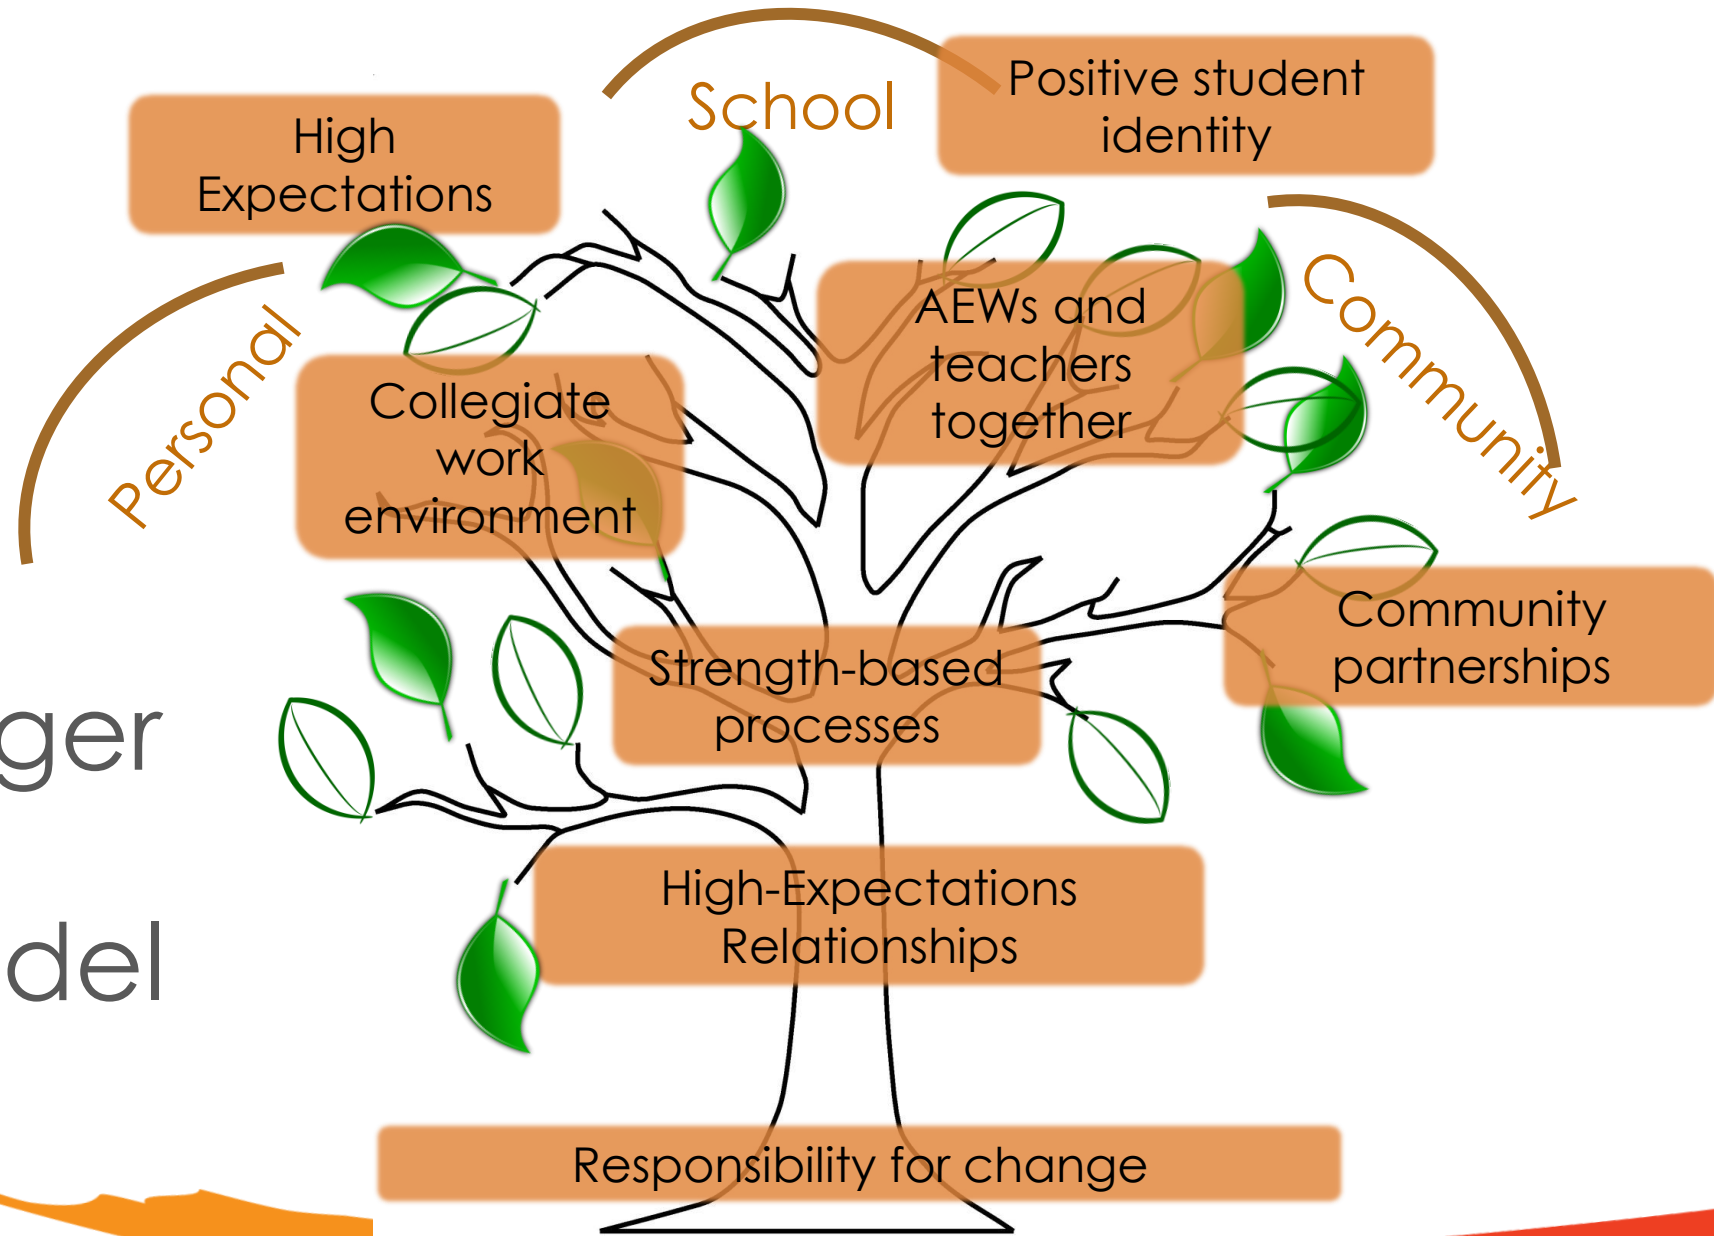 School
Positive student
identity
High
Expectations
Personal
Community
AEWs and
teachers
together
Collegiate
work
environment
Community
partnerships
Strength-based
processes
ger
del
High-Expectations
Relationships
Responsibility for change